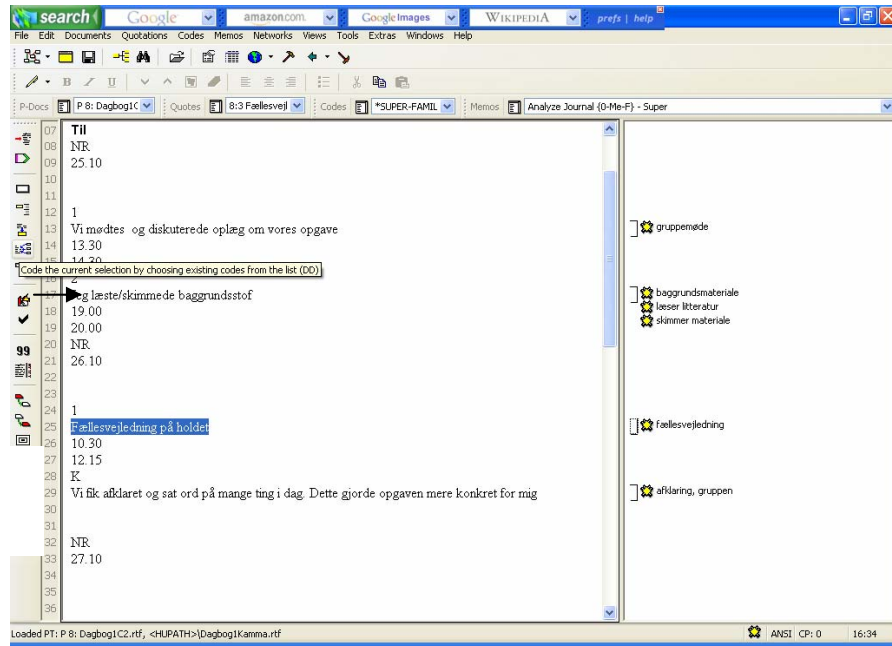 search Google amazon.com Google Images WIKIPEDIA prefs | help
File Edit Documents Quotations Codes Memos Networks Views Tools Extras Windows Help
B I U
P-Docs P 8: Dagbog1C Quotes 8:3 Fællesvejl Codes *SUPER-FAMIL Memos Analyze Journal {0-Me-F} - Super
07 Til
08 NR
09 25.10
10
11
12 1
13 Vi mødtes og diskuterede oplæg om vores opgave gruppemøde
14 13.30
14.30
Code the current selection by choosing existing codes from the list (DD)
16 2
17 eg læste/skimmede baggrundsstof baggrundsmateriale
18 19.00 læser litteratur
19 20.00 skimmer materiale
20 NR
21 26.10
22
23
24 1
25 Fællesvejledning på holdet fællesvejledning
26 10.30
27 12.15
28 K
29 Vi fik afklaret og sat ord på mange ting i dag. Dette gjorde opgaven mere konkret for mig afklaring, gruppen
30
31
32 NR
33 27.10
34
35
36
Loaded PT: P 8: Dagbog1C2.rtf, <HUPATH>\Dagbog1Kamma.rtf ANSI CP: 0 16:34